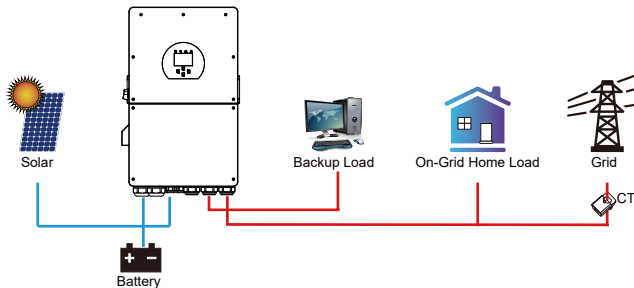 Solar
Backup Load
On-Grid Home Load
Grid
CT
Battery